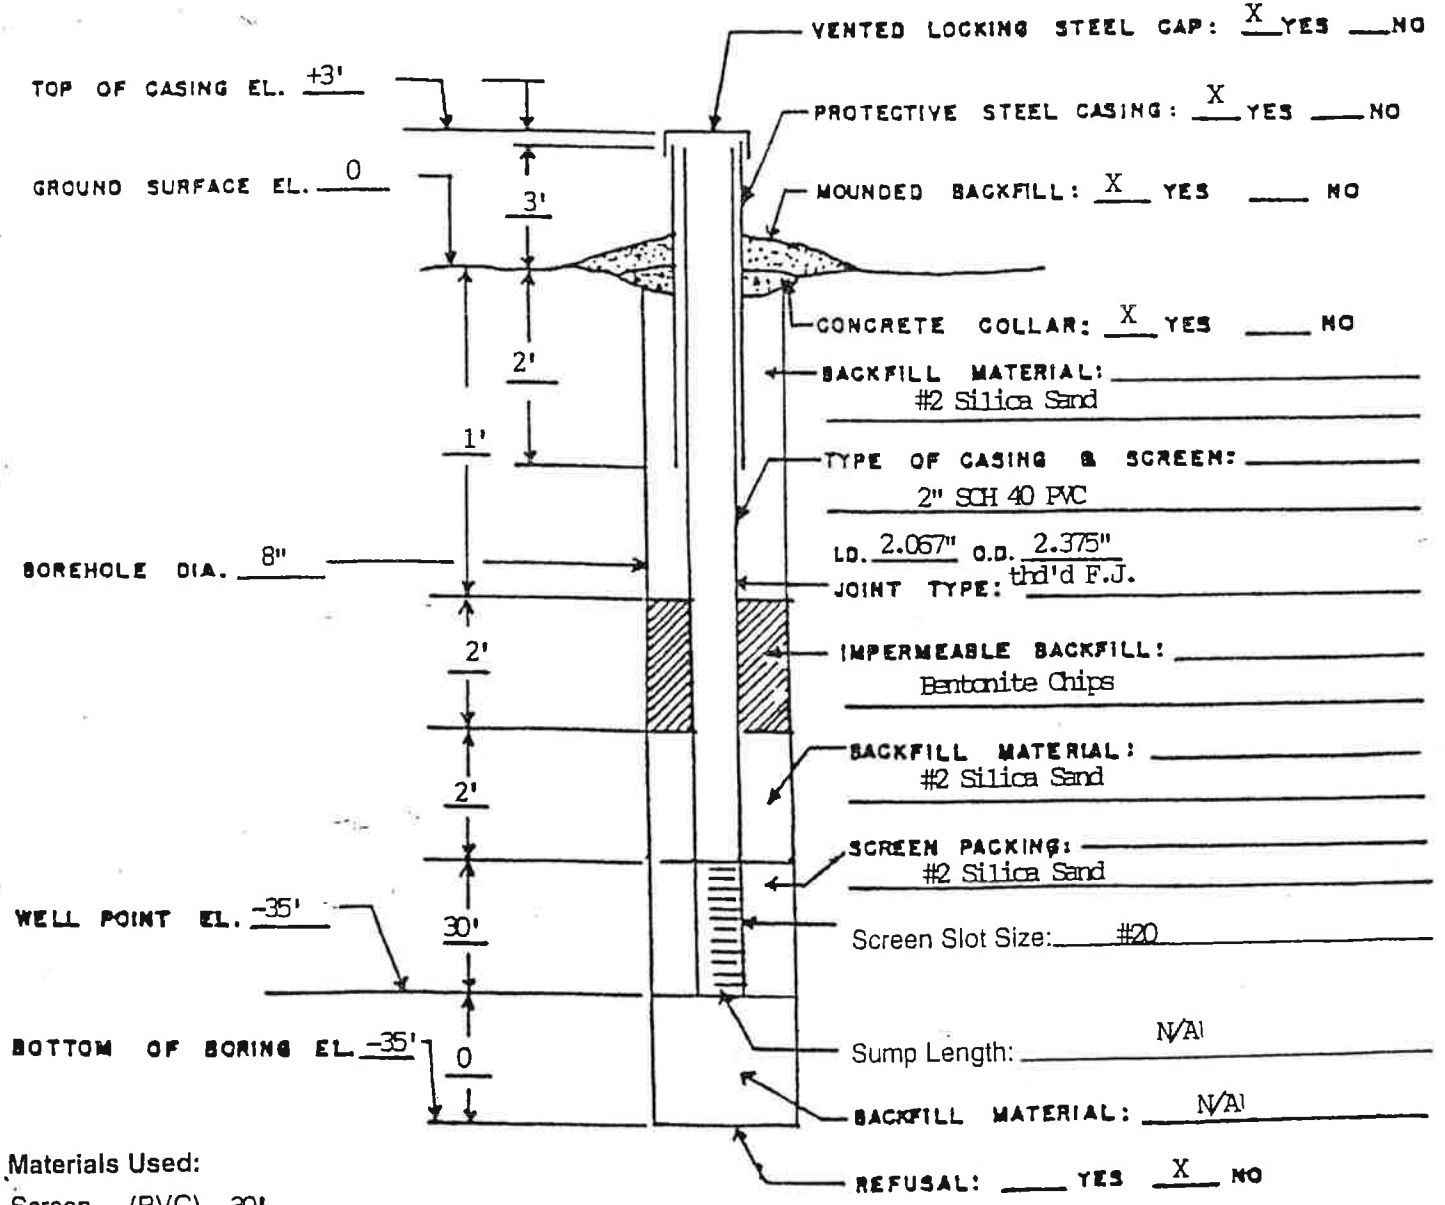 VENTED LOCKING STEEL CAP: X YES NO
TOP OF CASING EL. +3'
PROTECTIVE STEEL CASING: X YES NO
GROUND SURFACE EL. 0
3'
MOUNDED BACKFILL: X YES NO
CONCRETE COLLAR: X YES NO
2'
BACKFILL MATERIAL:
#2 Silica Sand
1'
TYPE OF CASING & SCREEN:
2" SCH 40 PVC
I.D. 2.067" O.D. 2.375"
BOREHOLE DIA. 8"
JOINT TYPE: thd'd F.J.
2'
IMPERMEABLE BACKFILL:
Bentonite Chips
2'
BACKFILL MATERIAL:
#2 Silica Sand
SCREEN PACKING:
#2 Silica Sand
WELL POINT EL. -35'
30'
Screen Slot Size: #20
BOTTOM OF BORING EL. -35'
0
Sump Length: N/A
BACKFILL MATERIAL: N/A
REFUSAL: YES X NO
Materials Used:
Screen (PVC) 30'